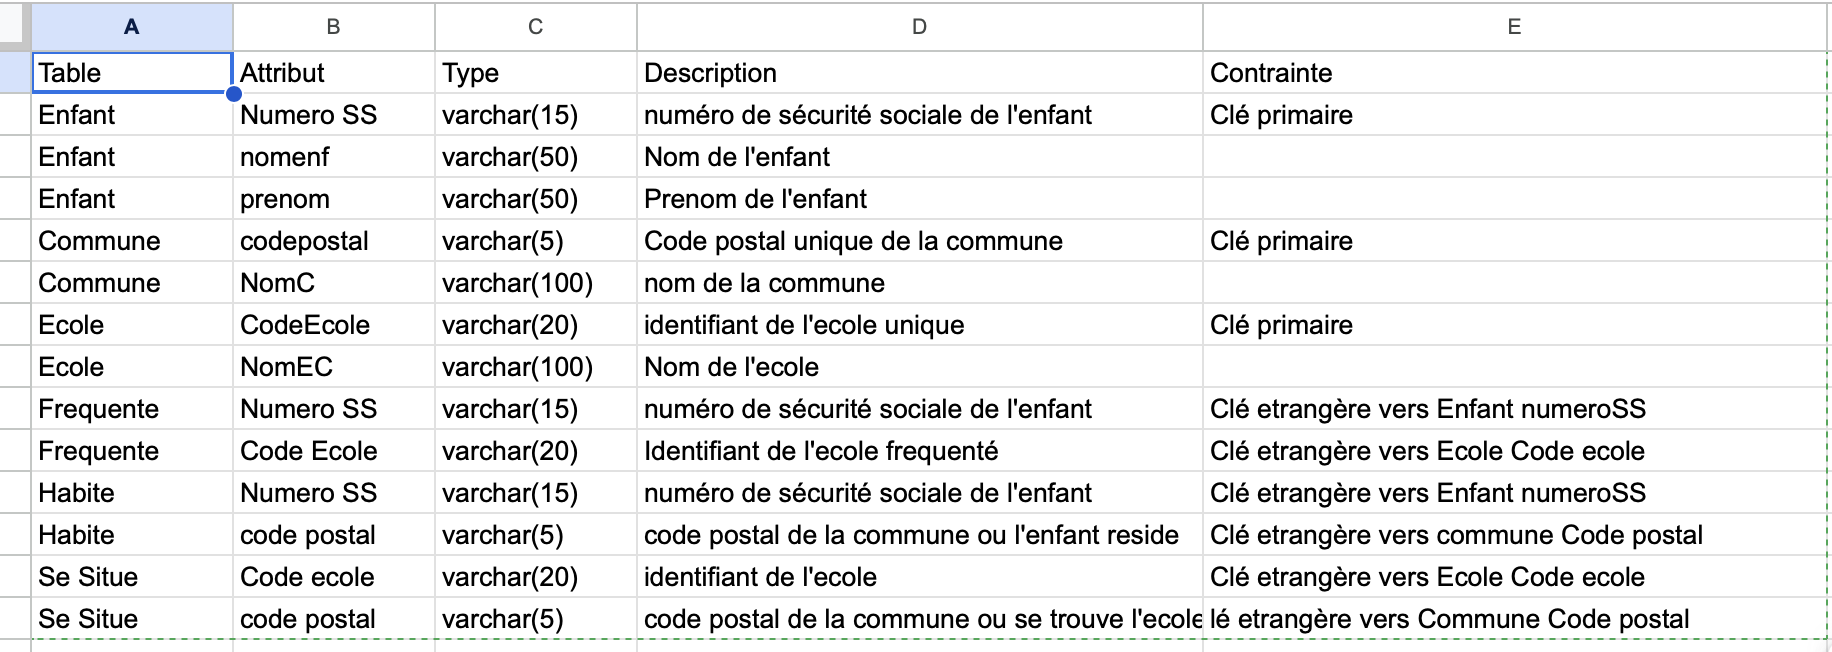 A B C D E
Table Attribut Type Description Contrainte
Enfant Numero SS varchar(15) numéro de sécurité sociale de l'enfant Clé primaire
Enfant nomenf varchar(50) Nom de l'enfant
Enfant prenom varchar(50) Prenom de l'enfant
Commune codepostal varchar(5) Code postal unique de la commune Clé primaire
Commune NomC varchar(100) nom de la commune
Ecole CodeEcole varchar(20) identifiant de l'ecole unique Clé primaire
Ecole NomEC varchar(100) Nom de l'ecole
Frequente Numero SS varchar(15) numéro de sécurité sociale de l'enfant Clé etrangère vers Enfant numeroSS
Frequente Code Ecole varchar(20) Identifiant de l'ecole frequenté Clé etrangère vers Ecole Code ecole
Habite Numero SS varchar(15) numéro de sécurité sociale de l'enfant Clé etrangère vers Enfant numeroSS
Habite code postal varchar(5) code postal de la commune ou l'enfant reside Clé etrangère vers commune Code postal
Se Situe Code ecole varchar(20) identifiant de l'ecole Clé etrangère vers Ecole Code ecole
Se Situe code postal varchar(5) code postal de la commune ou se trouve l'ecole lé etrangère vers Commune Code postal